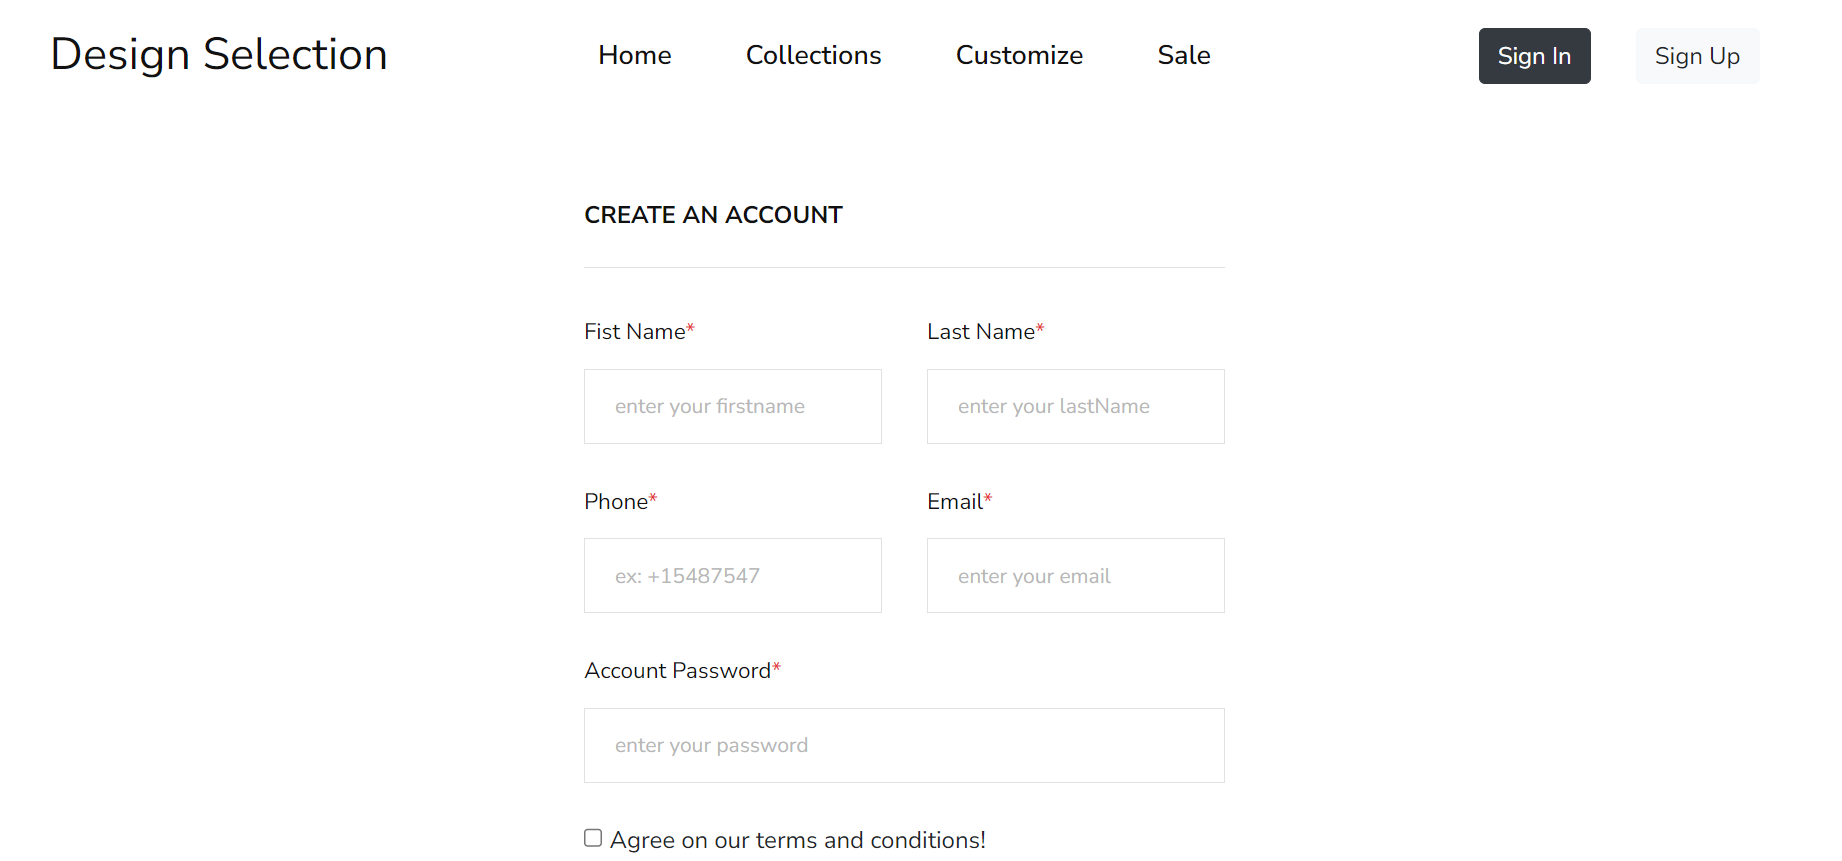 Design Selection Home Collections Customize Sale Sign In Sign Up
CREATE AN ACCOUNT
Fist Name* Last Name*
enter your firstname enter your lastName
Phone* Email*
ex: +15487547 enter your email
Account Password*
enter your password
Agree on our terms and conditions!